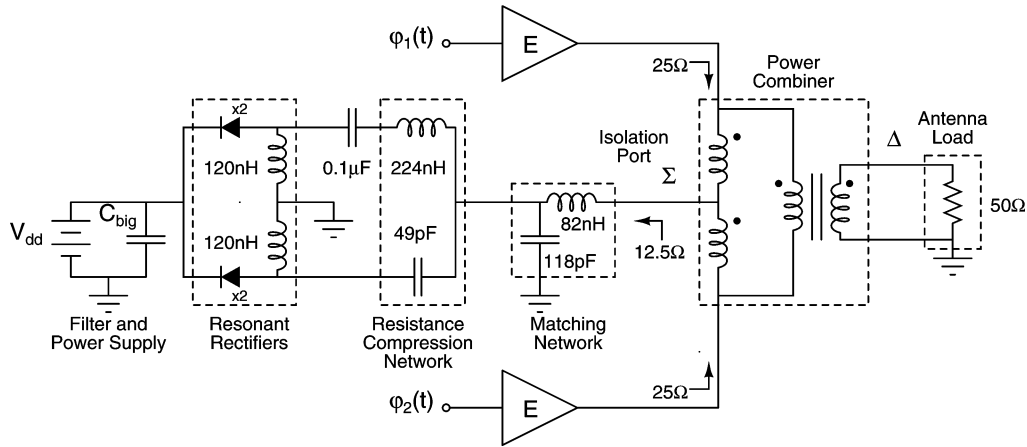 φ1(t)
E
25Ω
Power
Combiner
x2
120nH
0.1μF
224nH
Isolation
Port
Σ
Δ
Antenna
Load
50Ω
Vdd
Cbig
120nH
49pF
82nH
118pF
12.5Ω
x2
Filter and
Power Supply
Resonant
Rectifiers
Resistance
Compression
Network
Matching
Network
25Ω
φ2(t)
E